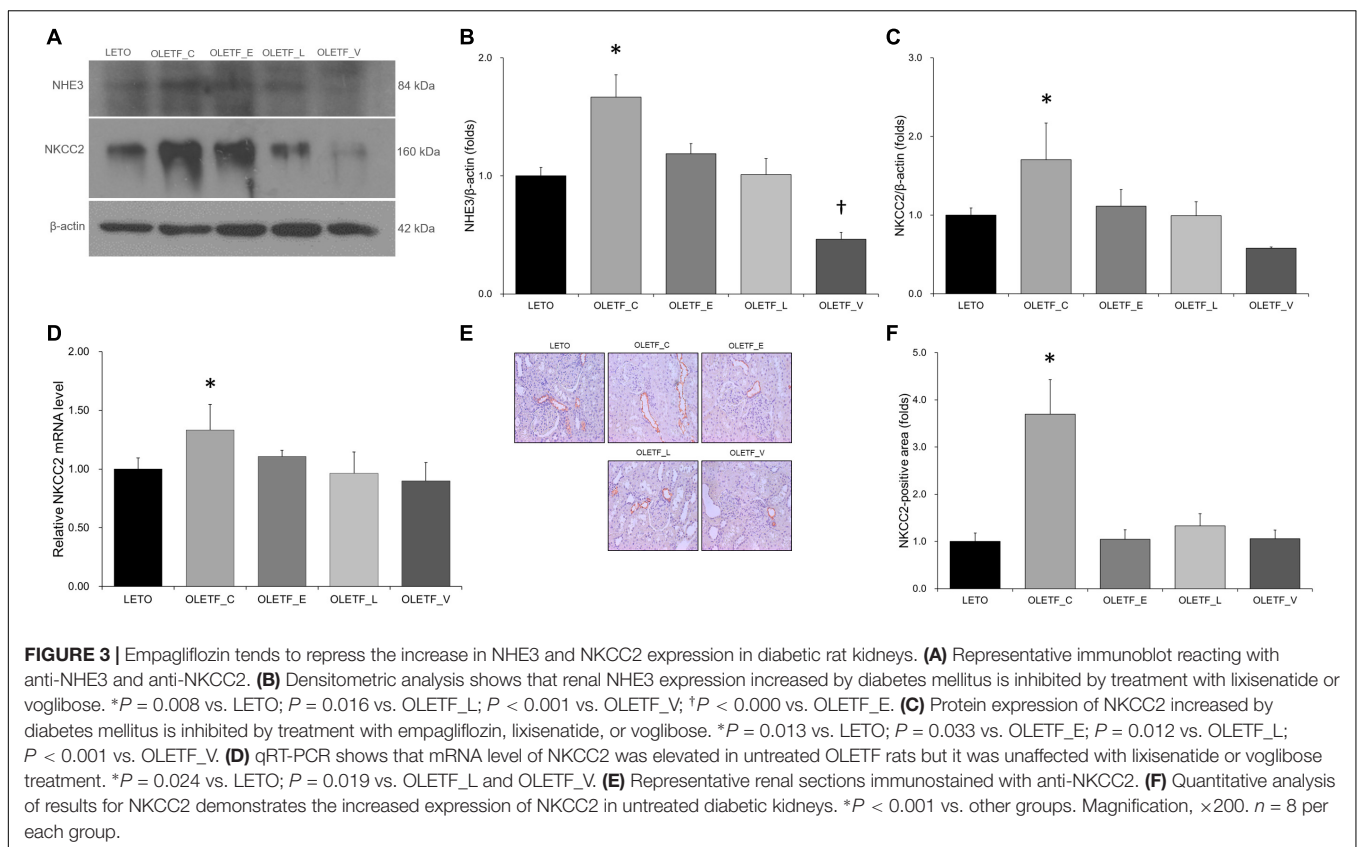 A
LETO OLETF_C OLETF_E OLETF_L OLETF_V
NHE3 84 kDa
NKCC2 160 kDa
β-actin 42 kDa
B
NHE3/β-actin (folds)
2.0
1.0
0.0
*
†
LETO OLETF_C OLETF_E OLETF_L OLETF_V
C
NKCC2/β-actin (folds)
3.0
2.0
1.0
0.0
*
LETO OLETF_C OLETF_E OLETF_L OLETF_V
D
Relative NKCC2 mRNA level
2.00
1.50
1.00
0.50
0.00
*
LETO OLETF_C OLETF_E OLETF_L OLETF_V
E
LETO OLETF_C OLETF_E
OLETF_L OLETF_V
F
NKCC2-positive area (folds)
5.0
4.0
3.0
2.0
1.0
0.0
*
LETO OLETF_C OLETF_E OLETF_L OLETF_V
FIGURE 3 | Empagliflozin tends to repress the increase in NHE3 and NKCC2 expression in diabetic rat kidneys. (A) Representative immunoblot reacting with
anti-NHE3 and anti-NKCC2. (B) Densitometric analysis shows that renal NHE3 expression increased by diabetes mellitus is inhibited by treatment with lixisenatide or
voglibose. *P = 0.008 vs. LETO; P = 0.016 vs. OLETF_L; P < 0.001 vs. OLETF_V; †P < 0.000 vs. OLETF_E. (C) Protein expression of NKCC2 increased by
diabetes mellitus is inhibited by treatment with empagliflozin, lixisenatide, or voglibose. *P = 0.013 vs. LETO; P = 0.033 vs. OLETF_E; P = 0.012 vs. OLETF_L;
P < 0.001 vs. OLETF_V. (D) qRT-PCR shows that mRNA level of NKCC2 was elevated in untreated OLETF rats but it was unaffected with lixisenatide or voglibose
treatment. *P = 0.024 vs. LETO; P = 0.019 vs. OLETF_L and OLETF_V. (E) Representative renal sections immunostained with anti-NKCC2. (F) Quantitative analysis
of results for NKCC2 demonstrates the increased expression of NKCC2 in untreated diabetic kidneys. *P < 0.001 vs. other groups. Magnification, ×200. n = 8 per
each group.